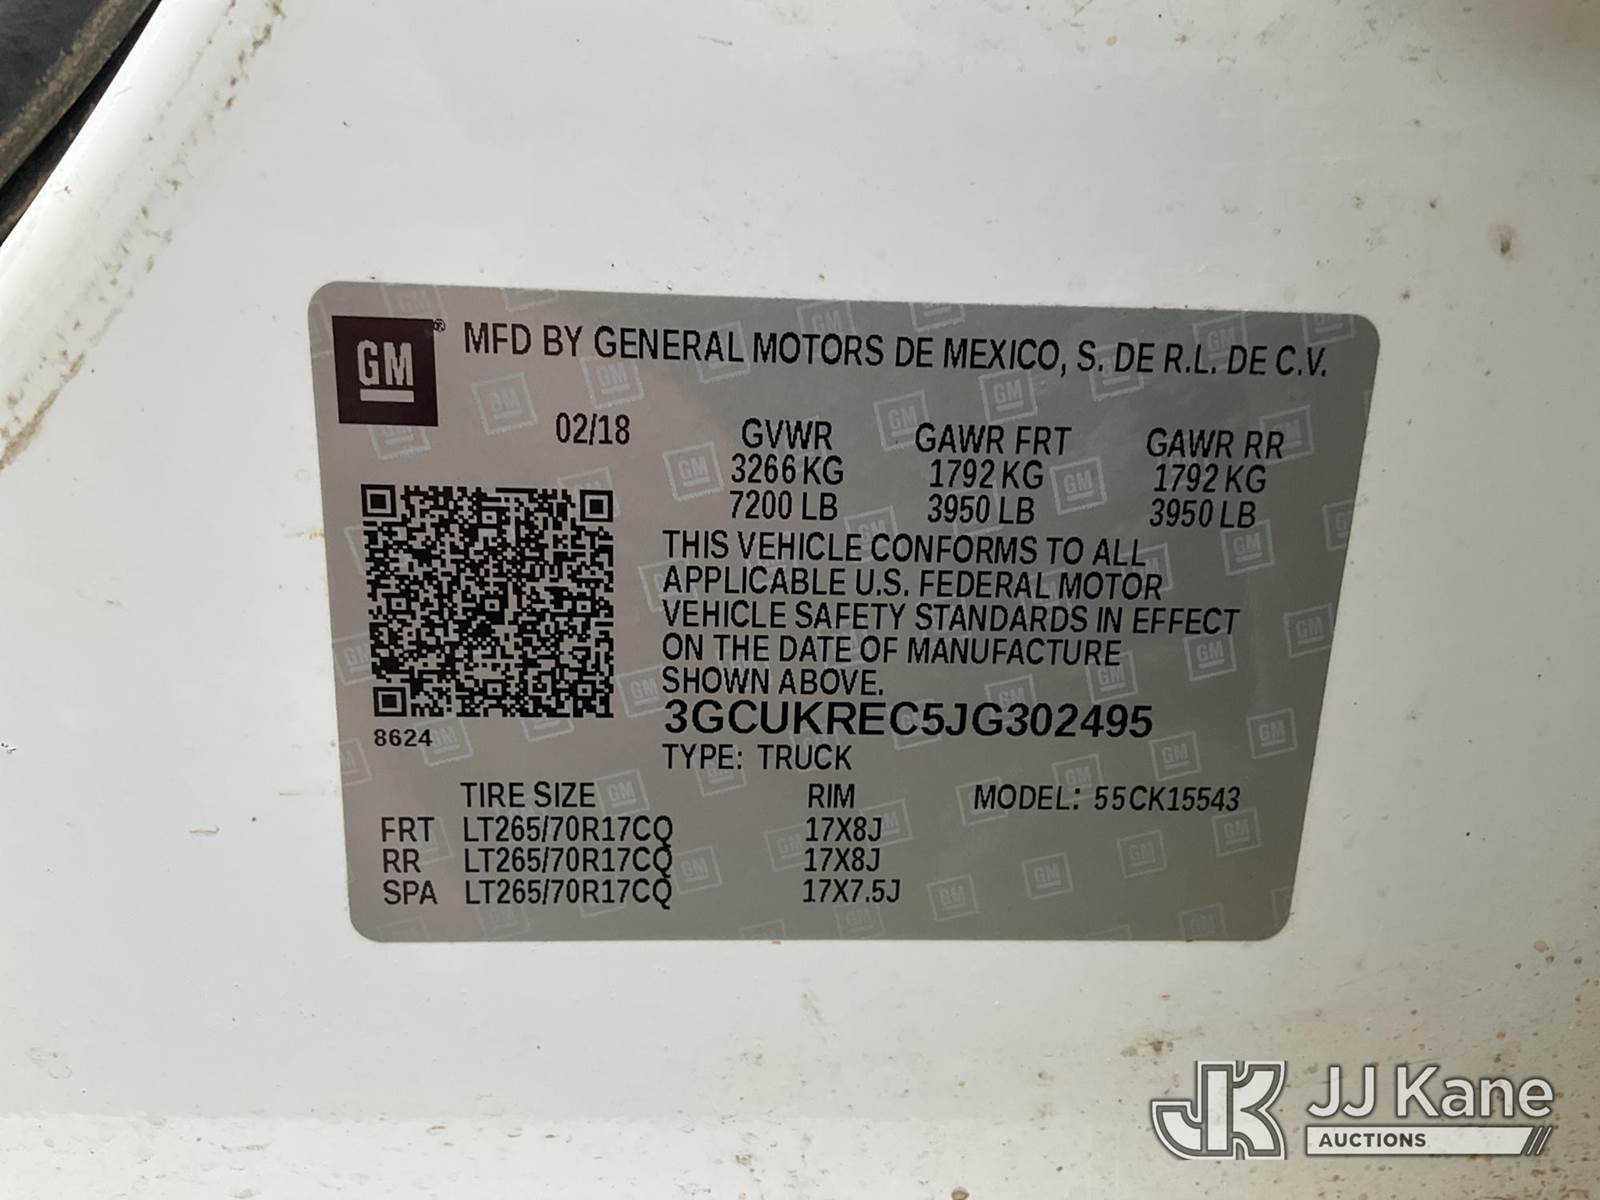 GM ® MFD BY GENERAL MOTORS DE MEXICO, S. DE R.L. DE C.V.
02/18 GVWR GAWR FRT GAWR RR
3266 KG 1792 KG 1792 KG
7200 LB 3950 LB 3950 LB
THIS VEHICLE CONFORMS TO ALL
APPLICABLE U.S. FEDERAL MOTOR
VEHICLE SAFETY STANDARDS IN EFFECT
ON THE DATE OF MANUFACTURE
SHOWN ABOVE.
3GCUKREC5JG302495
8624
TYPE: TRUCK
TIRE SIZE RIM MODEL: 55CK15543
FRT LT265/70R17CQ 17X8J
RR LT265/70R17CQ 17X8J
SPA LT265/70R17CQ 17X7.5J
JK JJ Kane
AUCTIONS